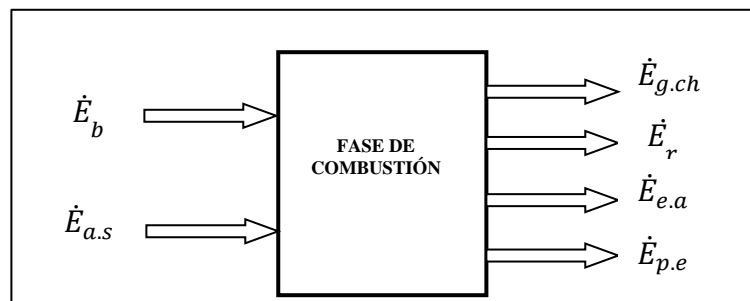 Ė_b
Ė_a.s
FASE DE
COMBUSTIÓN
Ė_g.ch
Ė_r
Ė_e.a
Ė_p.e